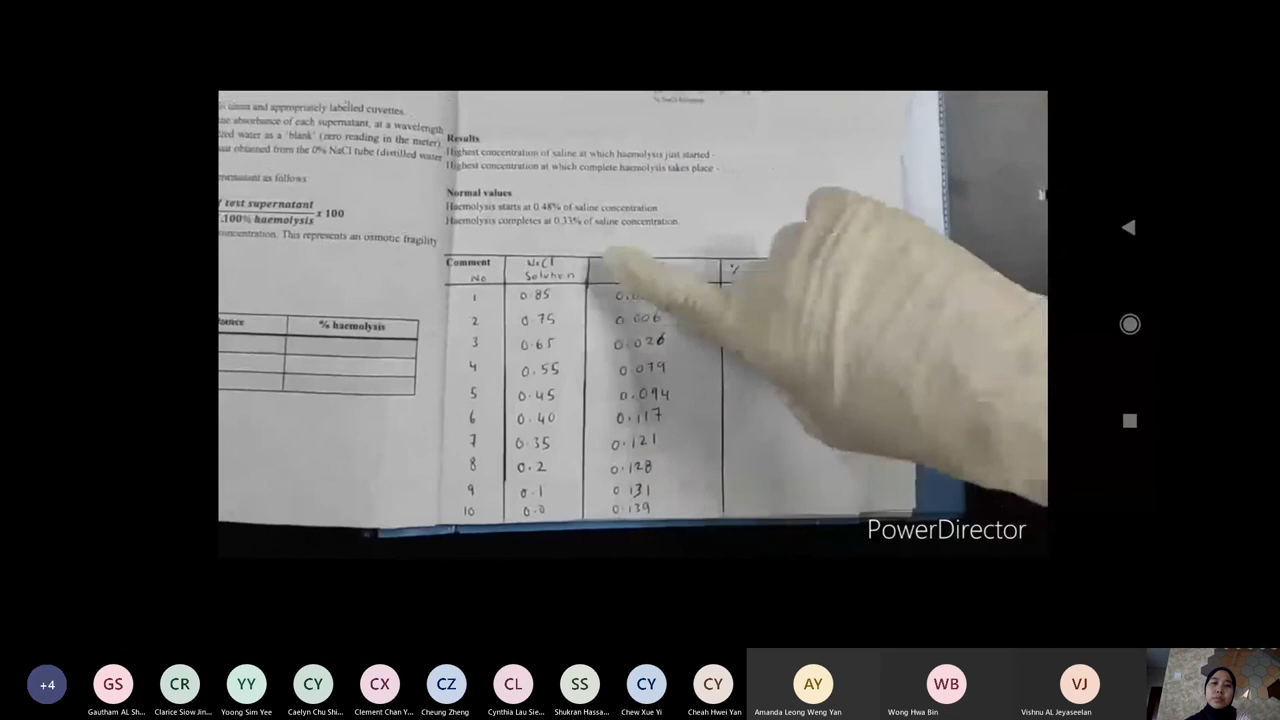 and appropriately labelled cuvettes.
absorbance of each supernatant, at a wavelength
water as a 'blank' (zero reading in the meter).
obtained from the 0% NaCl tube (distilled water
as follows
test supernatant
100% haemolysis x 100
This represents an osmotic fragility
% haemolysis
% NaCl
Results
Highest concentration of saline at which haemolysis just started -
Highest concentration at which complete haemolysis takes place -
Normal values
Haemolysis starts at 0.48% of saline concentration
Haemolysis completes at 0.33% of saline concentration.
Comment No NaCl Solution %
1 0.85
2 0.75 0.006
3 0.65 0.026
4 0.55 0.079
5 0.45 0.094
6 0.40 0.117
7 0.35 0.121
8 0.2 0.128
9 0.1 0.131
10 0.0 0.139
PowerDirector
+4 GS CR YY CY CX CZ CL SS CY CY AY WB VJ
Gautham AL Sh... Clarice Siow Jin... Yoong Sim Yee Caelyn Chu Shi... Clement Chan Y... Cheung Zheng Cynthia Lau Sie... Shukran Hassa... Chew Xue Yi Cheah Hwei Yan Amanda Leong Weng Yan Wong Hwa Bin Vishnu AL Jeyaseelan